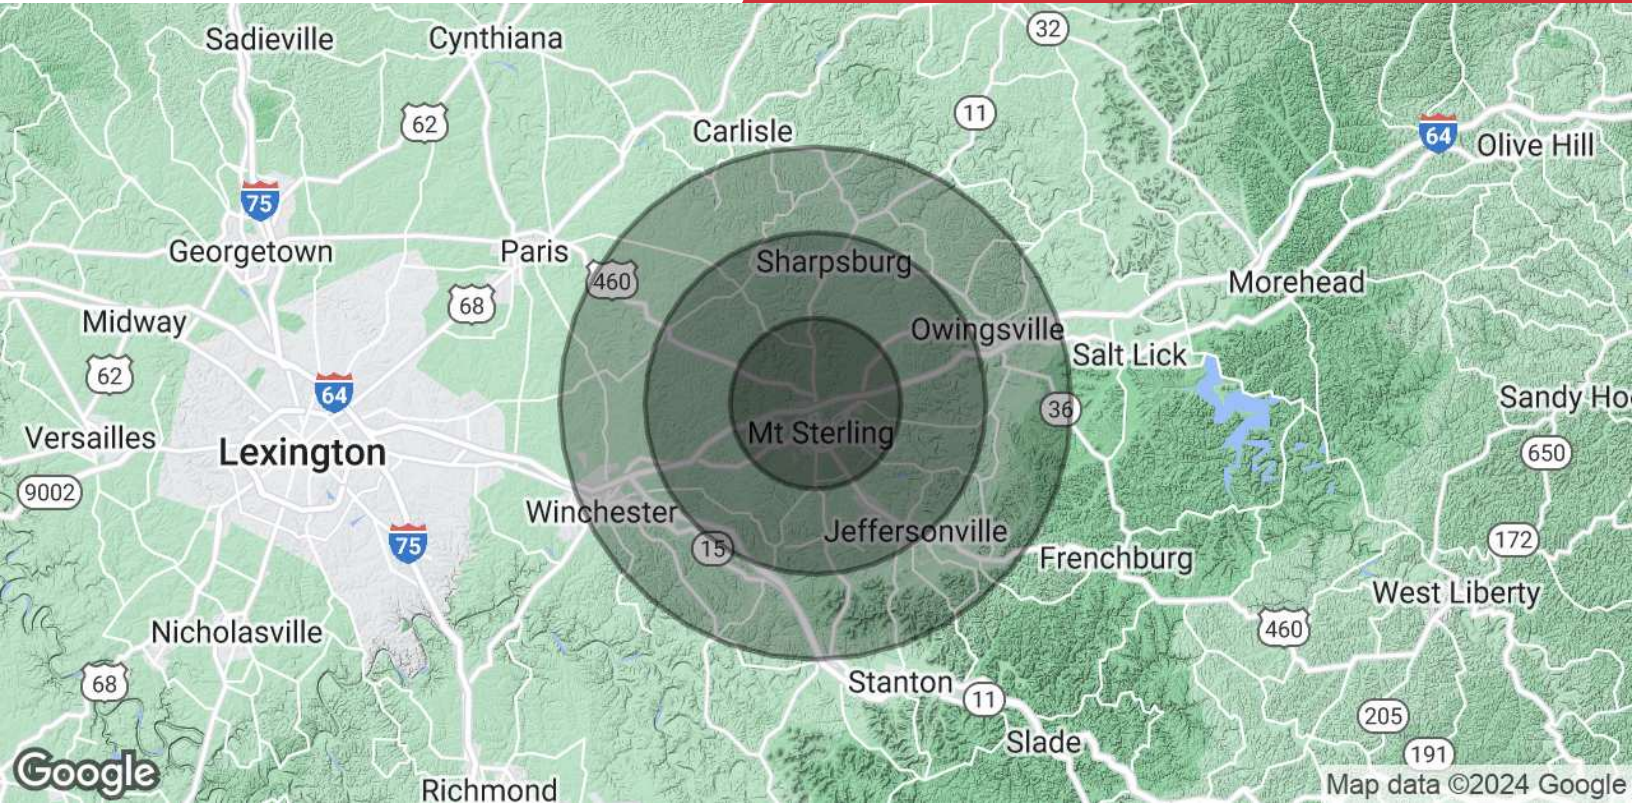 Sadieville
Cynthiana
32
62
11
Carlisle
64
Olive Hill
75
Georgetown
Paris
460
Sharpsburg
Morehead
68
Midway
Owingsville
Salt Lick
62
64
36
Sandy Ho
Versailles
Lexington
Mt Sterling
650
9002
Winchester
15
Jeffersonville
75
Frenchburg
172
West Liberty
Nicholasville
460
68
Stanton
11
205
Slade
191
Google
Richmond
Map data ©2024 Google